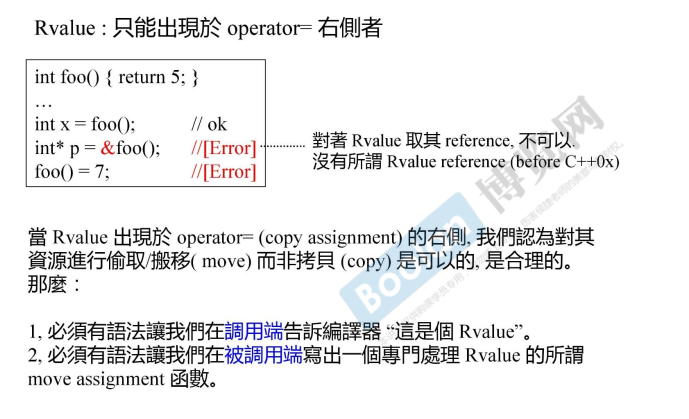 Rvalue : 只能出現於 operator= 右側者
int foo() { return 5; }
…
int x = foo(); // ok
int* p = &foo(); //[Error]
foo() = 7; //[Error]
對著 Rvalue 取其 reference, 不可以.
沒有所謂 Rvalue reference (before C++0x)
當 Rvalue 出現於 operator= (copy assignment) 的右側, 我們認為對其
資源進行偷取/搬移( move) 而非拷貝 (copy) 是可以的, 是合理的。
那麼：
1, 必須有語法讓我們在調用端告訴編譯器 “這是個 Rvalue”。
2, 必須有語法讓我們在被調用端寫出一個專門處理 Rvalue 的所謂
move assignment 函數。
Boolan 博览网